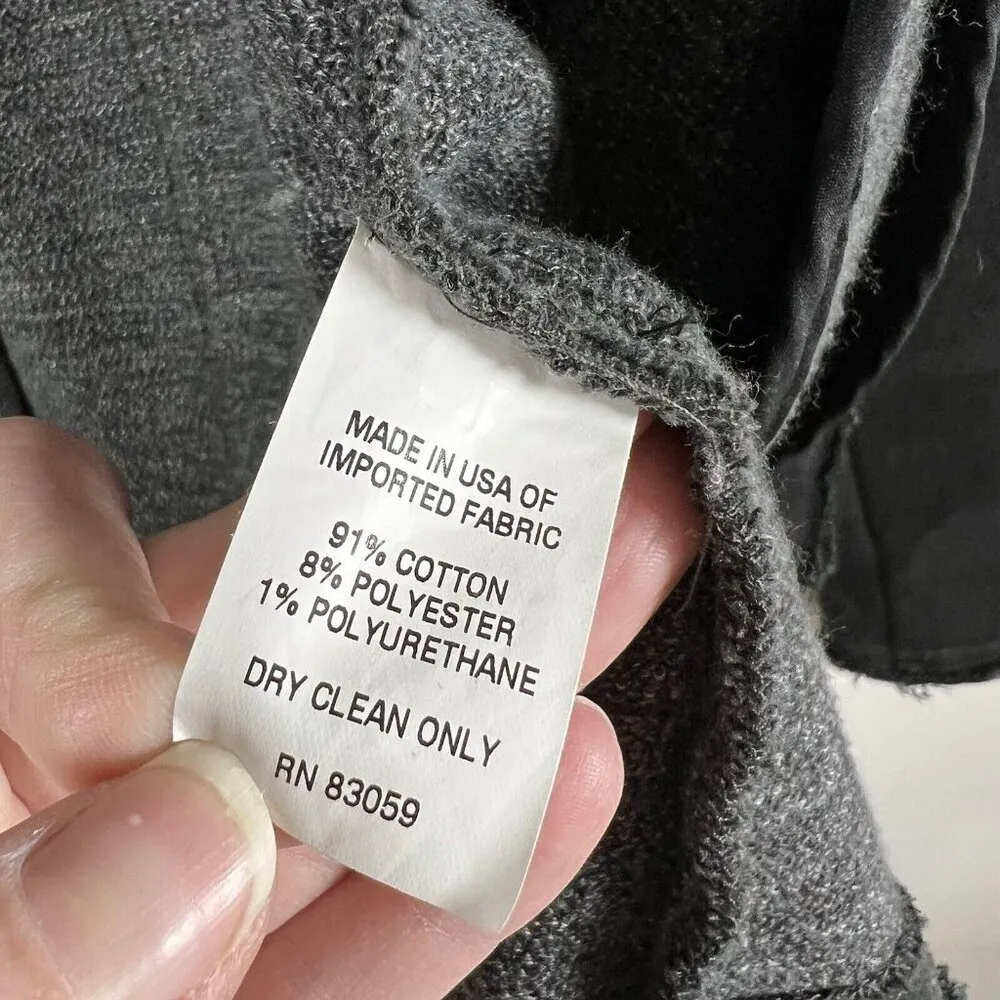 MADE IN USA OF
IMPORTED FABRIC
91% COTTON
8% POLYESTER
1% POLYURETHANE
DRY CLEAN ONLY
RN 83059